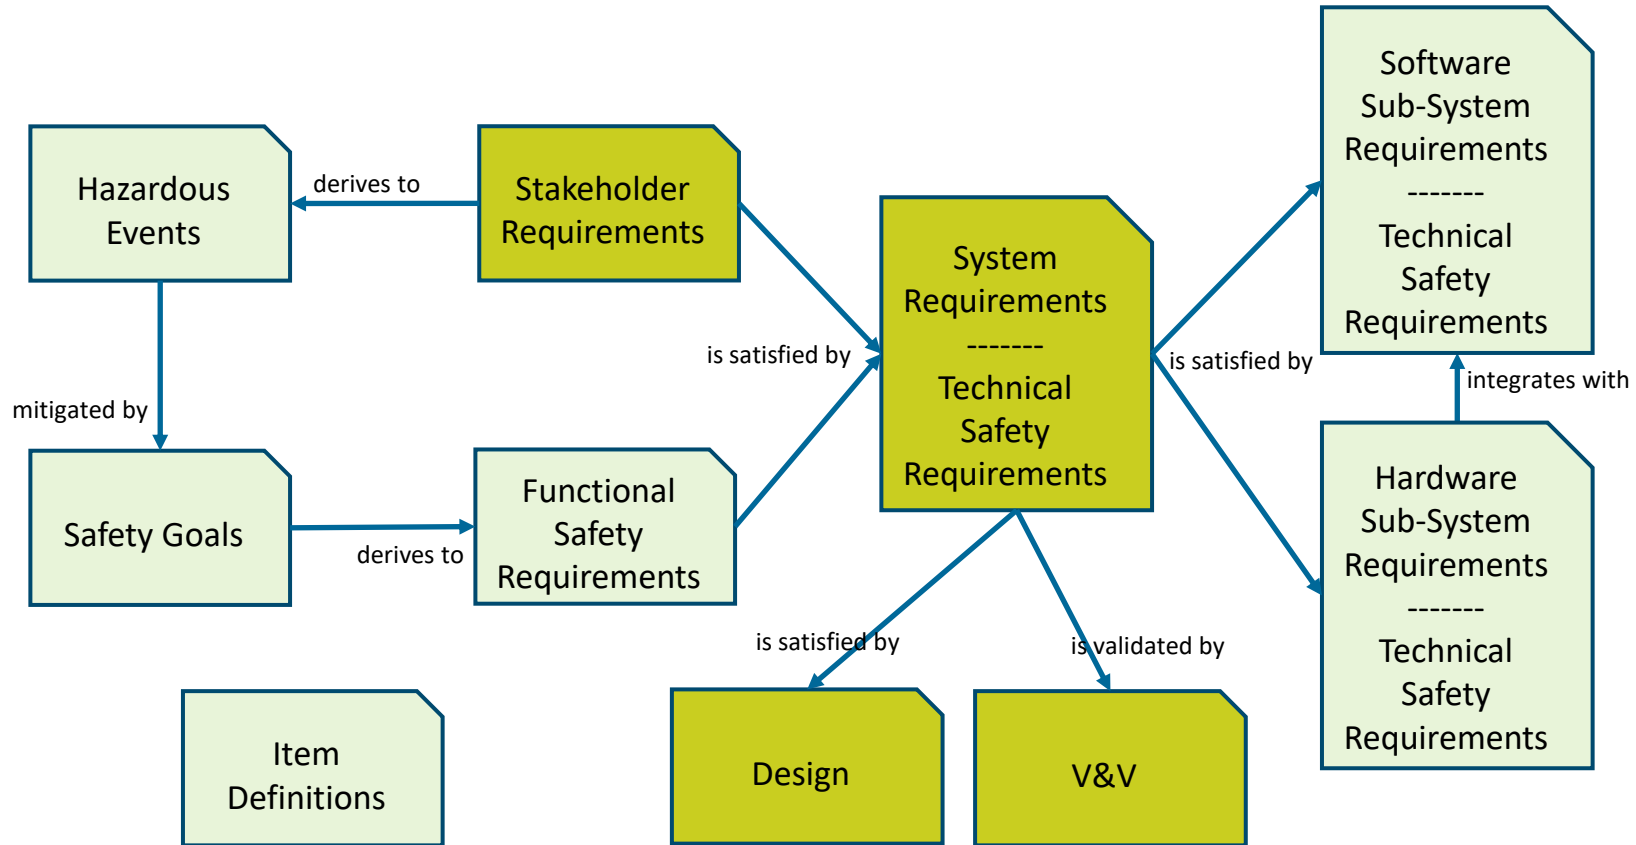 Hazardous
Events
derives to
Stakeholder
Requirements
mitigated by
Safety Goals
derives to
Functional
Safety
Requirements
is satisfied by
System
Requirements
-------
Technical
Safety
Requirements
is satisfied by
Software
Sub-System
Requirements
-------
Technical
Safety
Requirements
integrates with
Hardware
Sub-System
Requirements
-------
Technical
Safety
Requirements
is satisfied by
is validated by
Item
Definitions
Design
V&V